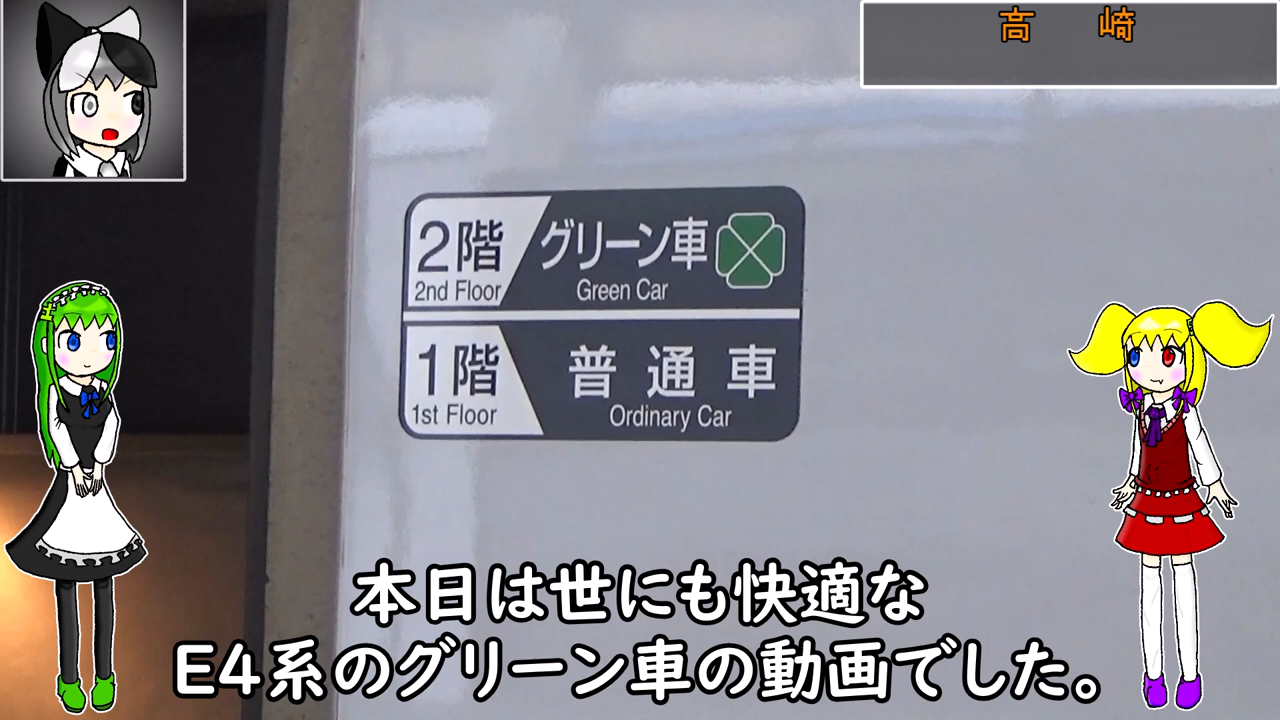 高崎
2階 グリーン車
2nd Floor Green Car
1階 普通車
1st Floor Ordinary Car
本日は世にも快適な
E4系のグリーン車の動画でした。